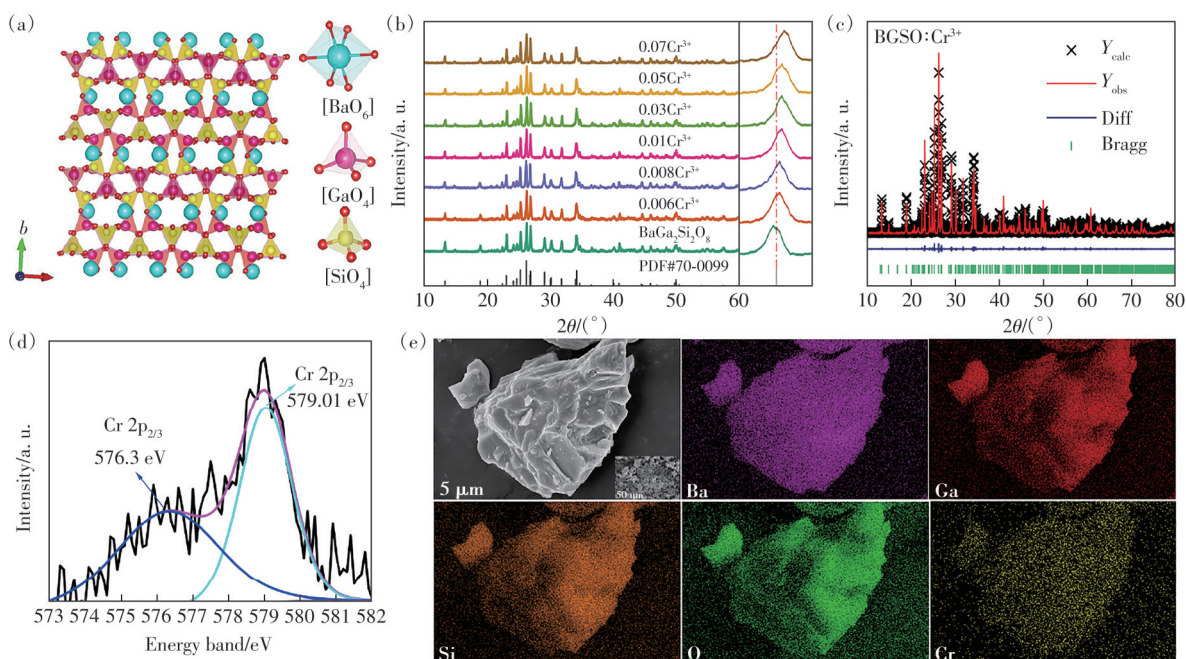 (a)
[BaO6]
[GaO4]
[SiO4]
b
(b)
Intensity/a. u.
0.07Cr³⁺
0.05Cr³⁺
0.03Cr³⁺
0.01Cr³⁺
0.008Cr³⁺
0.006Cr³⁺
BaGa₂Si₂O₈
PDF#70-0099
10 20 30 40 50 60
2θ/(°)
(c)
BGSO:Cr³⁺
Y_calc
Y_obs
Diff
Bragg
Intensity/a. u.
10 20 30 40 50 60 70 80
2θ/(°)
(d)
Cr 2p₂/₃
579.01 eV
Cr 2p₂/₃
576.3 eV
Intensity/a. u.
573 574 575 576 577 578 579 580 581 582
Energy band/eV
(e)
5 μm
50 μm
Ba
Ga
Si
O
Cr